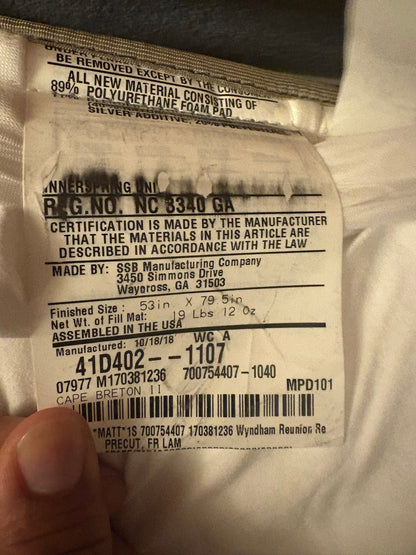 BE REMOVED EXCEPT BY THE
ALL NEW MATERIAL CONSISTING OF
89% POLYURETHANE FOAM PAD
SILVER ADDITIVE,
INNERSPRING UNI
REG.NO. NC 3340 GA
CERTIFICATION IS MADE BY THE MANUFACTURER
THAT THE MATERIALS IN THIS ARTICLE ARE
DESCRIBED IN ACCORDANCE WITH THE LAW
MADE BY: SSB Manufacturing Company
3450 Simmons Drive
Waycross, GA 31503
Finished Size : 53in X 79 5in
Net Wt. of Fill Mat: 19 Lbs 12 Oz
ASSEMBLED IN THE USA
Manufactured: 10/18/18 WC A
41D402--1107
07977 M170381236 700754407-1040
MPD101
CAPE BRETON II
*MATT*1S 700754407 170381236 Wyndham Reunion Re
PRECUT, FR LAM